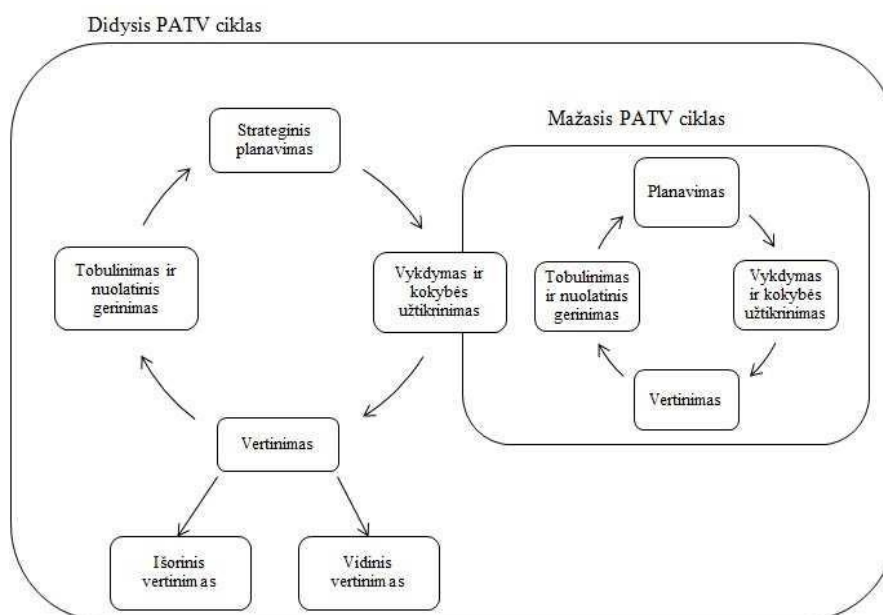 Didysis PATV ciklas
Mažasis PATV ciklas
Strateginis
planavimas
Planavimas
Tobulinimas ir
nuolatinis
gerinimas
Vykdymas ir
kokybės
užtikrinimas
Tobulinimas
ir nuolatinis
gerinimas
Vykdymas
ir kokybės
užtikrinimas
Vertinimas
Vertinimas
Išorinis
vertinimas
Vidinis
vertinimas